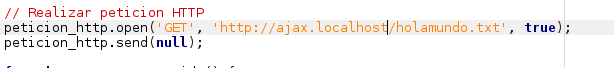 // Realizar peticion HTTP
peticion_http.open('GET', 'http://ajax.localhost/holamundo.txt', true);
peticion_http.send(null);